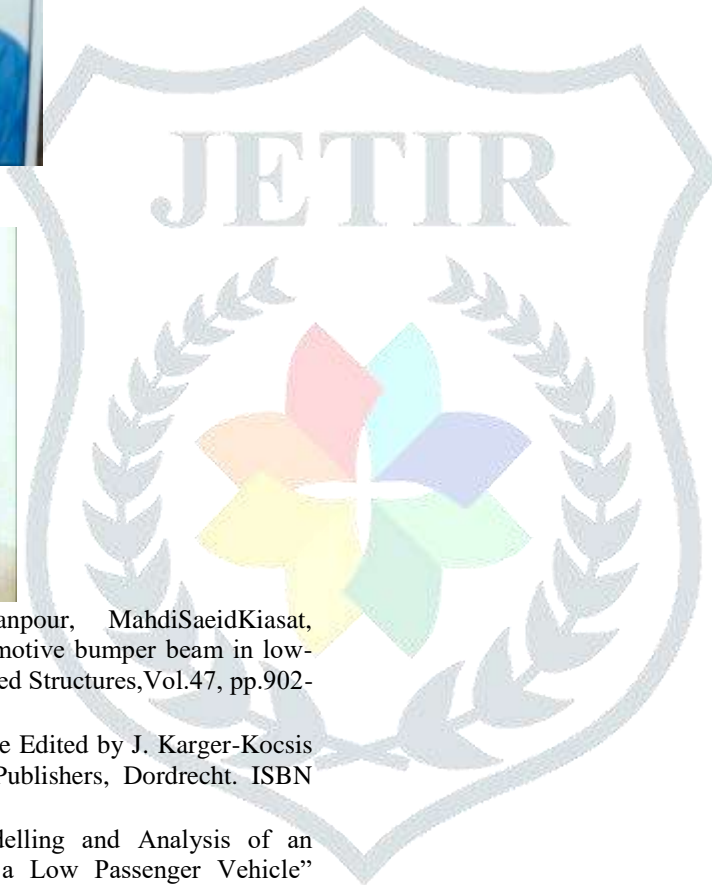 JETIR
anpour, MahdiSaeidKiasat,
motive bumper beam in low-
ed Structures,Vol.47, pp.902-
e Edited by J. Karger-Kocsis
Publishers, Dordrecht. ISBN
delling and Analysis of an
a Low Passenger Vehicle”